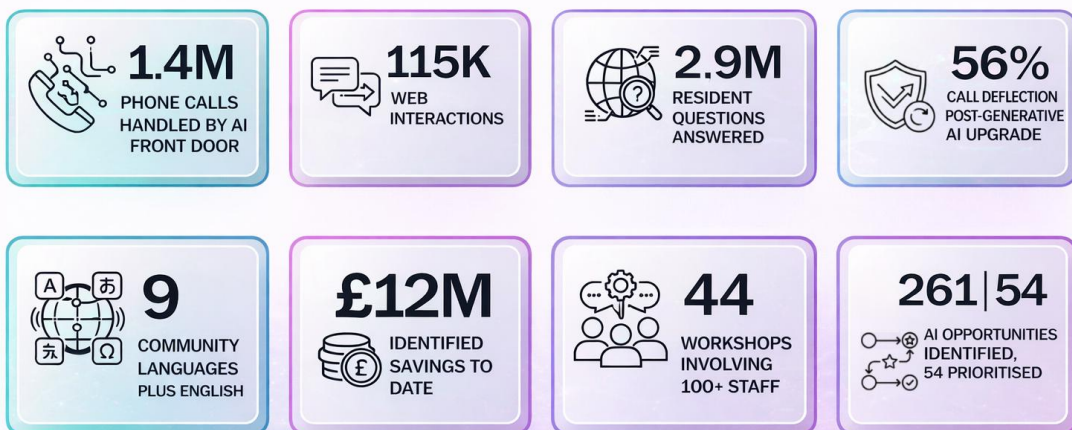 1.4M
PHONE CALLS
HANDLED BY AI
FRONT DOOR
115K
WEB
INTERACTIONS
2.9M
RESIDENT
QUESTIONS
ANSWERED
?
56%
CALL DEFLECTION
POST-GENERATIVE
AI UPGRADE
A
あ
Ω
9
COMMUNITY
LANGUAGES
PLUS ENGLISH
£12M
£
IDENTIFIED
SAVINGS TO
DATE
44
WORKSHOPS
INVOLVING
100+ STAFF
261|54
AI OPPORTUNITIES
IDENTIFIED,
54 PRIORITISED